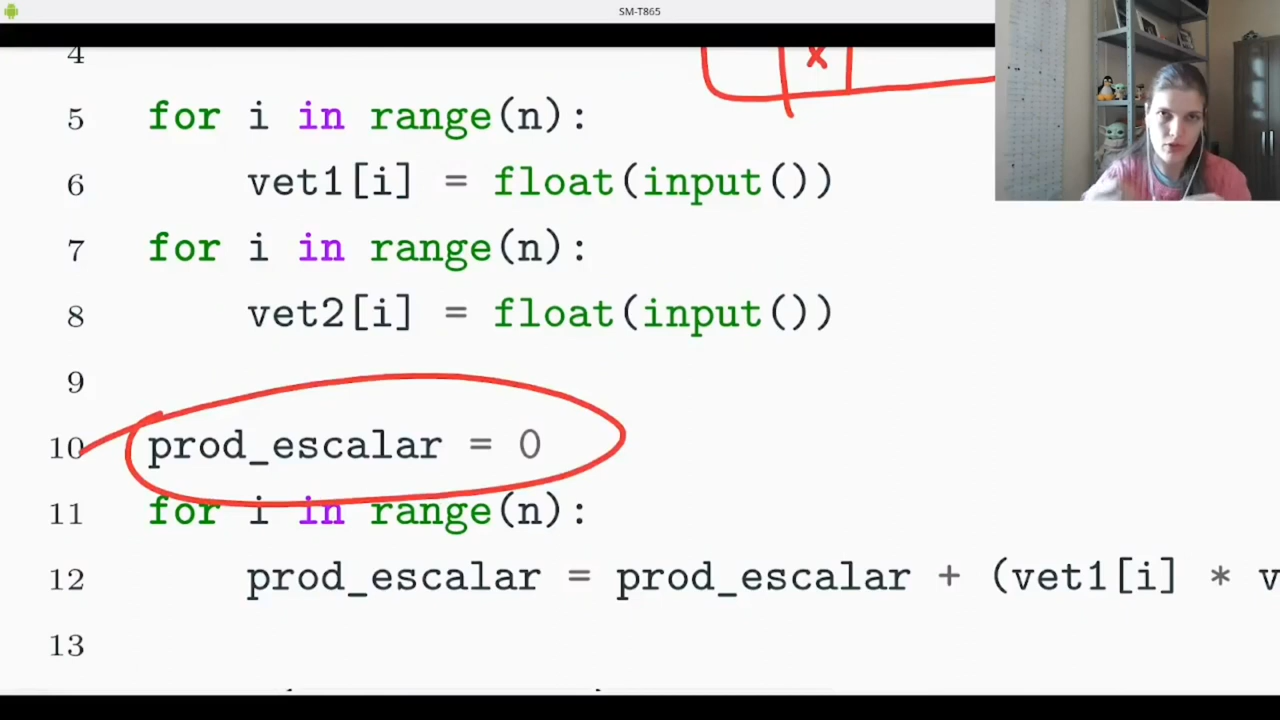 SM-T865
4
x
5 for i in range(n):
6 vet1[i] = float(input())
7 for i in range(n):
8 vet2[i] = float(input())
9
10 prod_escalar = 0
11 for i in range(n):
12 prod_escalar = prod_escalar + (vet1[i] * v
13